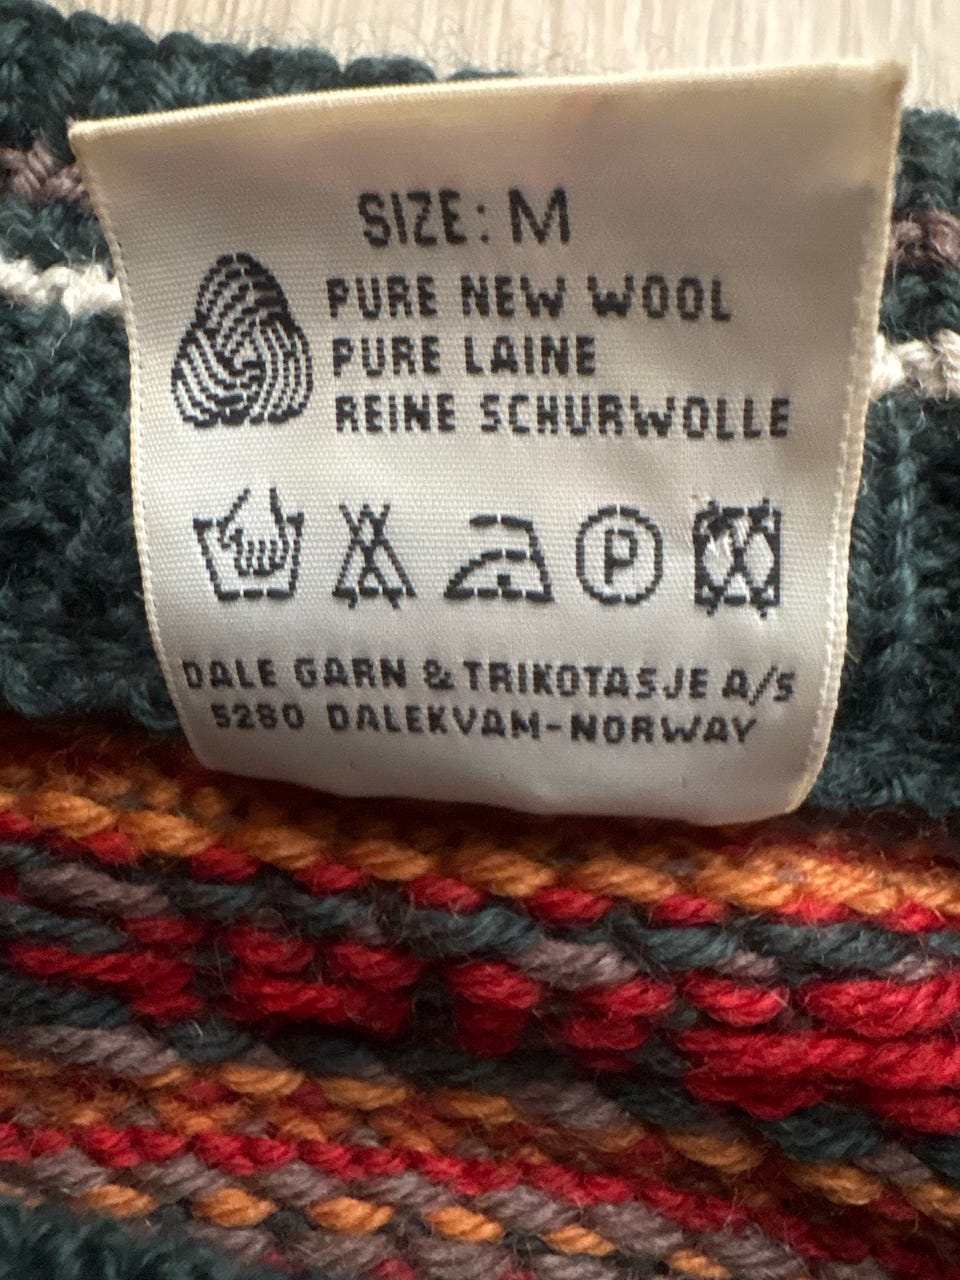 SIZE: M
PURE NEW WOOL
PURE LAINE
REINE SCHURWOLLE
P
DALE GARN & TRIKOTASJE A/S
5280 DALEKVAM-NORWAY